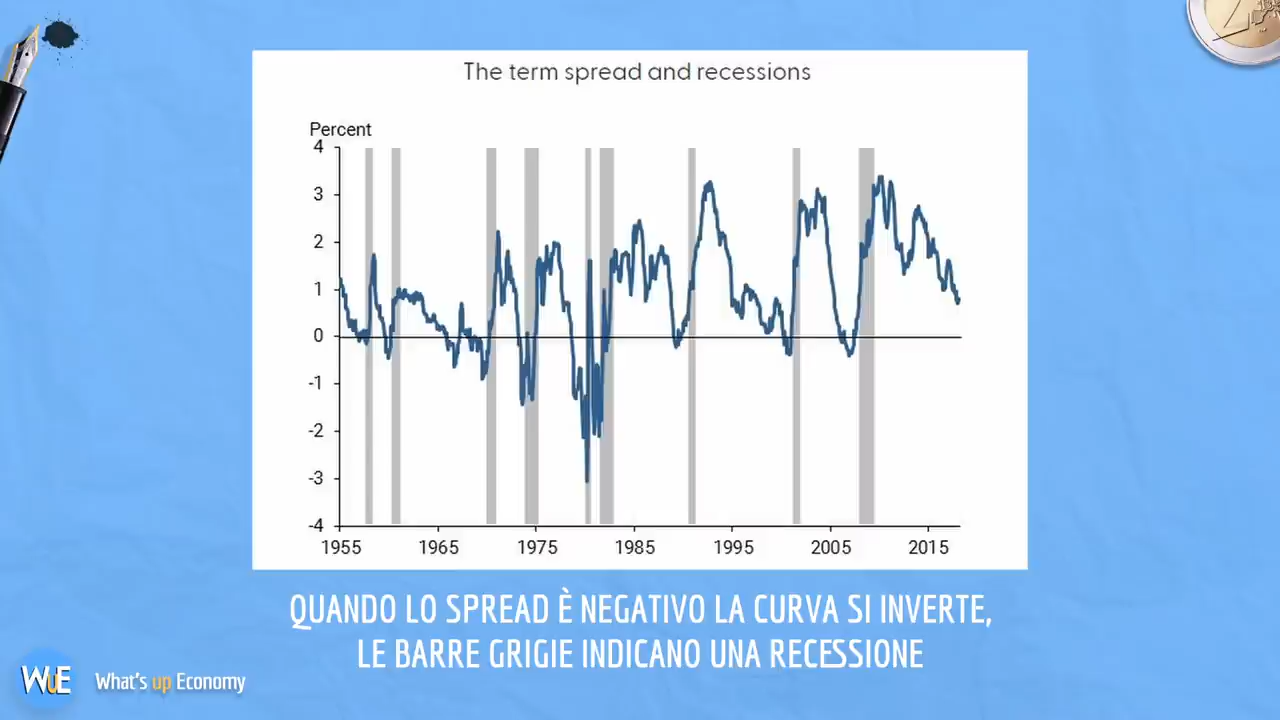 The term spread and recessions
Percent
4
3
2
1
0
-1
-2
-3
-4
1955 1965 1975 1985 1995 2005 2015
QUANDO LO SPREAD È NEGATIVO LA CURVA SI INVERTE,
LE BARRE GRIGIE INDICANO UNA RECESSIONE
WuE What's up Economy